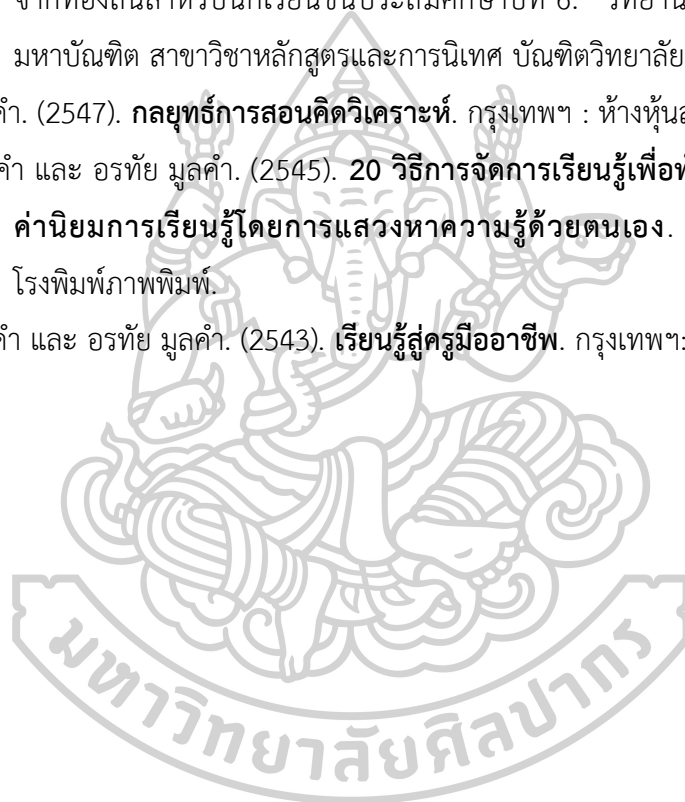 จากท้องถิ่นสำหรับนักเรียนชั้นประถมศึกษาปีที่ 6.
มหาบัณฑิต สาขาวิชาหลักสูตรและการนิเทศ บัณฑิตวิทยาลัย
คำ. (2547). กลยุทธ์การสอนคิดวิเคราะห์. กรุงเทพฯ : ห้างหุ้น
คำ และ อรทัย มูลคำ. (2545). 20 วิธีการจัดการเรียนรู้เพื่อ
ค่านิยมการเรียนรู้โดยการแสวงหาความรู้ด้วยตนเอง.
โรงพิมพ์ภาพพิมพ์.
คำ และ อรทัย มูลคำ. (2543). เรียนรู้สู่ครูมืออาชีพ. กรุงเทพฯ:
มหาวิทยาลัยศิลปากร